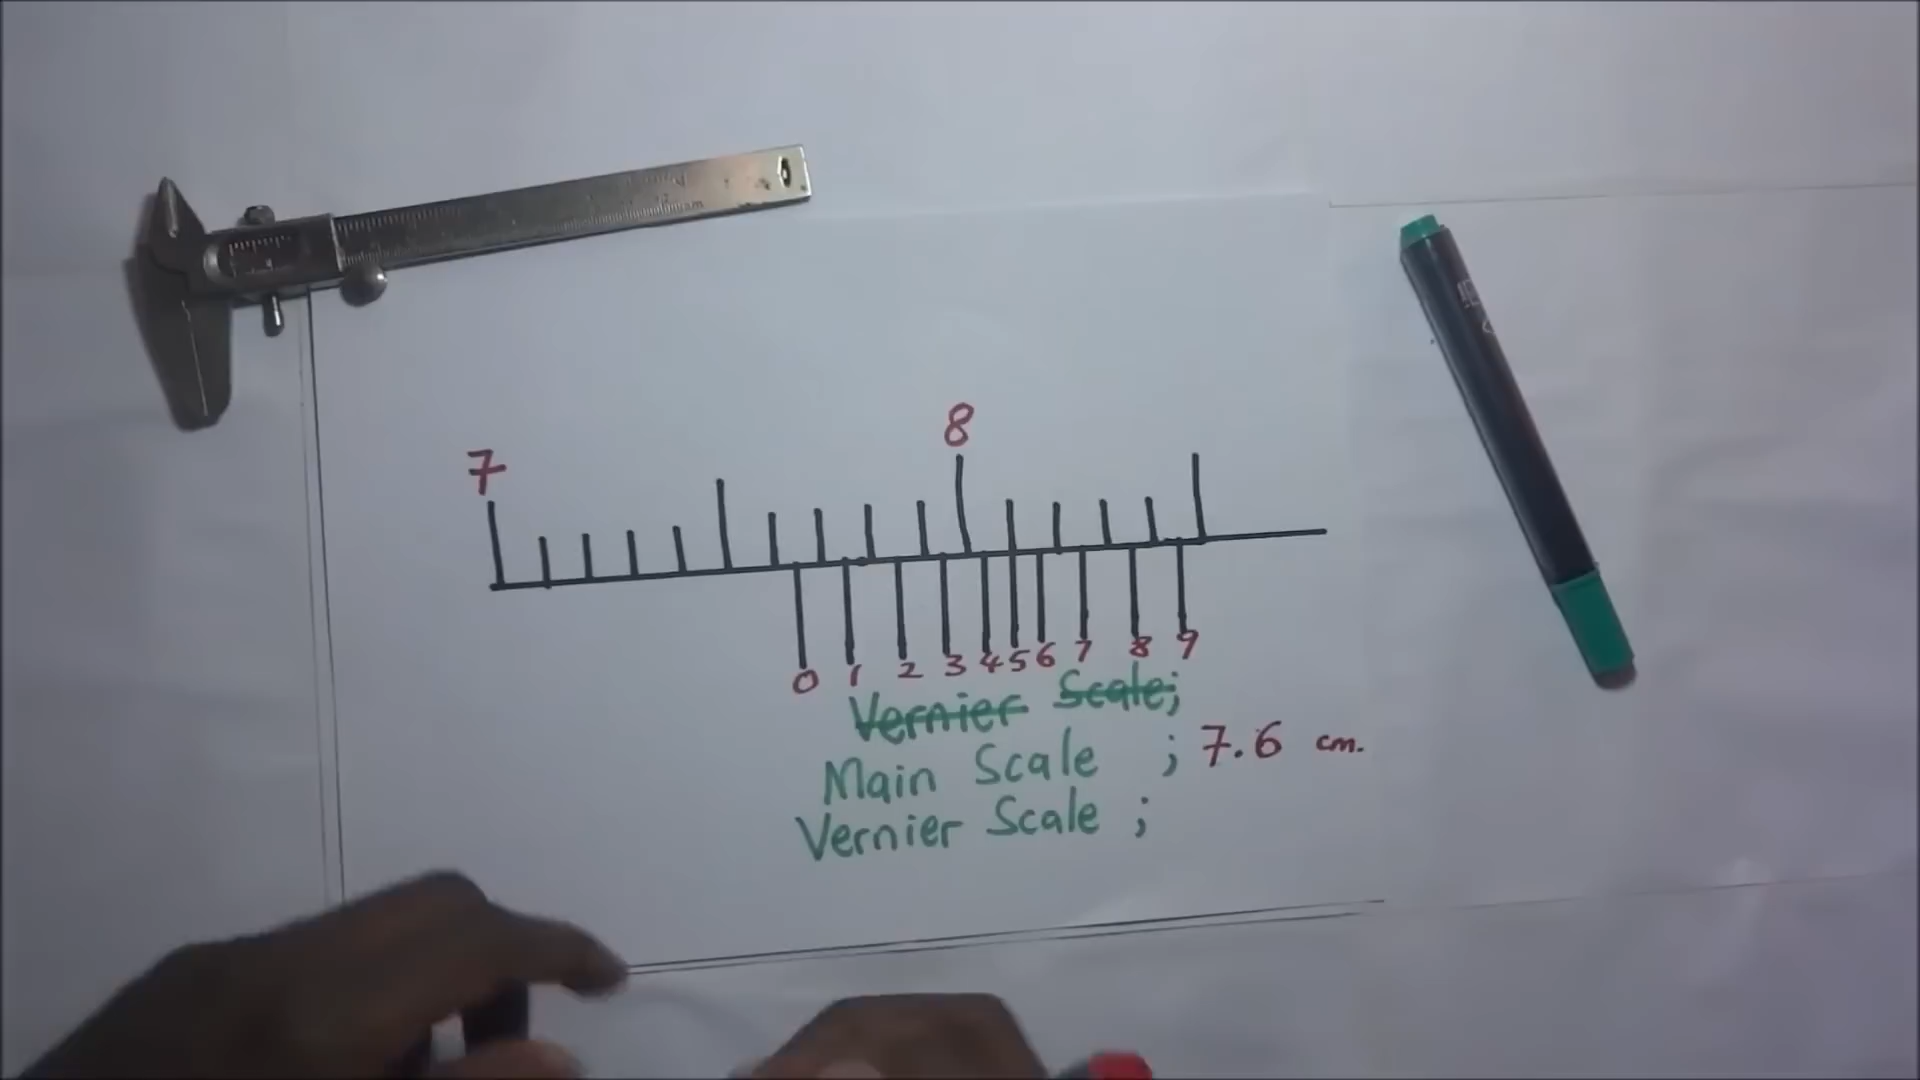 7 8
0 1 2 3 4 5 6 7 8 9
Vernier Scale;
Main Scale ; 7.6 cm.
Vernier Scale ;